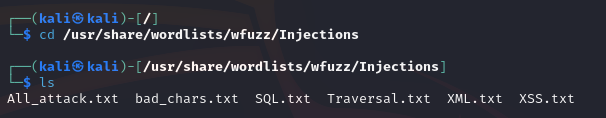 ┌──(kali㉿kali)-[/]
└─$ cd /usr/share/wordlists/wfuzz/Injections
┌──(kali㉿kali)-[/usr/share/wordlists/wfuzz/Injections]
└─$ ls
All_attack.txt  bad_chars.txt  SQL.txt  Traversal.txt  XML.txt  XSS.txt